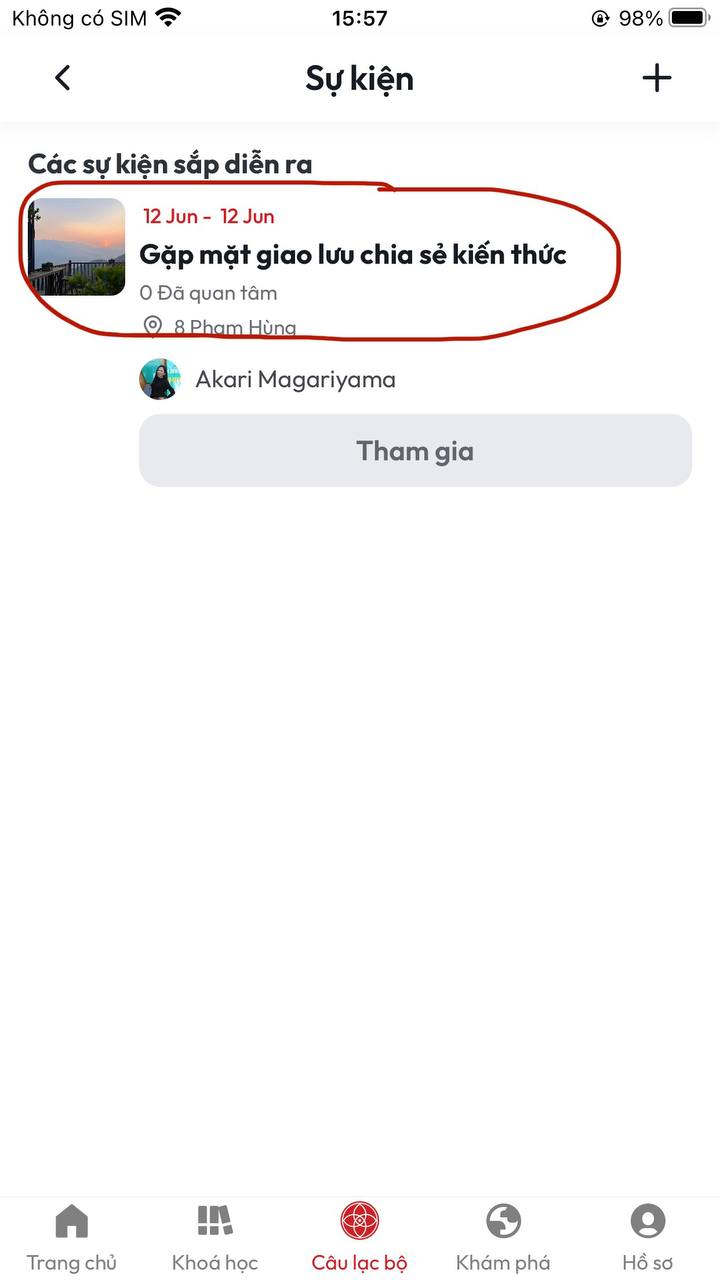 Không có SIM 15:57 98%
Sự kiện
Các sự kiện sắp diễn ra
12 Jun - 12 Jun
Gặp mặt giao lưu chia sẻ kiến thức
0 Đã quan tâm
8 Phạm Hùng
Akari Magariyama
Tham gia
Trang chủ Khoá học Câu lạc bộ Khám phá Hồ sơ